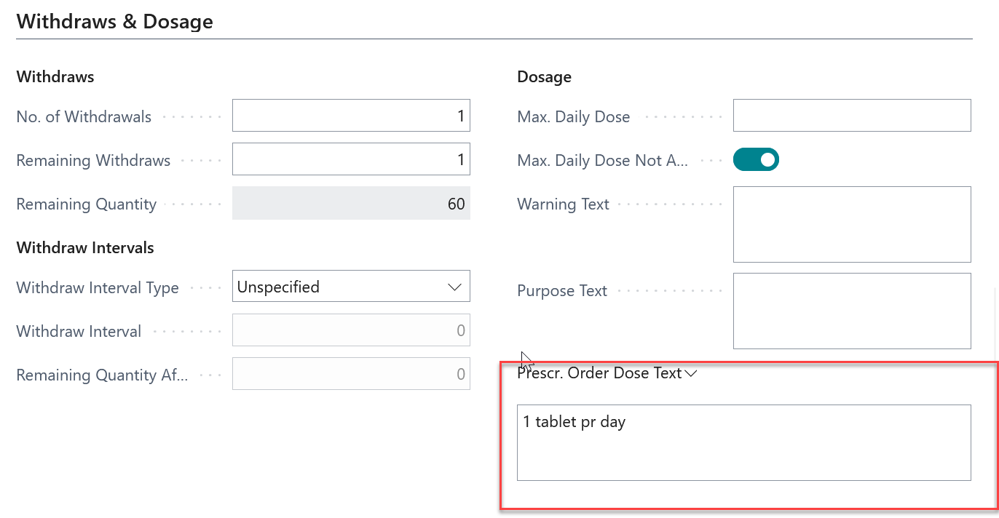 Withdraws & Dosage
Withdraws
No. of Withdrawals 1
Remaining Withdraws 1
Remaining Quantity 60
Withdraw Intervals
Withdraw Interval Type Unspecified
Withdraw Interval 0
Remaining Quantity Af... 0
Dosage
Max. Daily Dose
Max. Daily Dose Not A...
Warning Text
Purpose Text
Prescr. Order Dose Text
1 tablet pr day